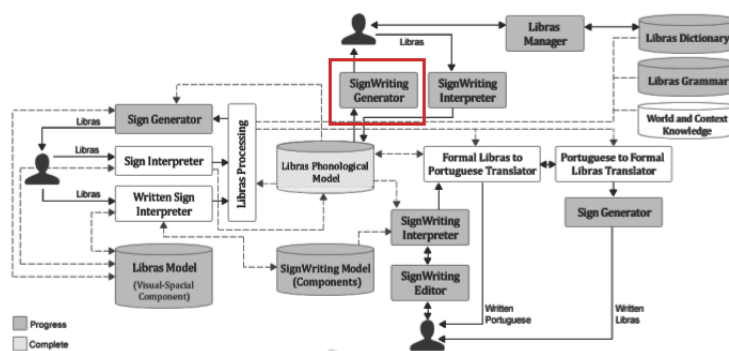 Libras
Libras
Manager
Libras Dictionary
Libras Grammar
World and Context
Knowledge
SignWriting
Generator
SignWriting
Interpreter
Sign Generator
Libras
Libras
Sign Interpreter
Libras
Written Sign
Interpreter
Libras Processing
Libras Phonological
Model
Formal Libras to
Portuguese Translator
Portuguese to Formal
Libras Translator
Sign Generator
SignWriting
Interpreter
Libras Model
(Visual-Spacial
Component)
SignWriting Model
(Components)
SignWriting
Editor
Written
Portuguese
Written
Libras
Progress
Complete